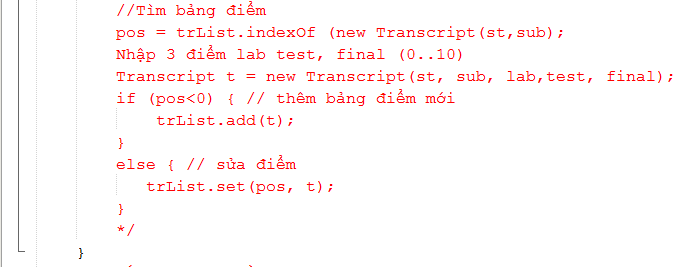 //Tìm bảng điểm
pos = trList.indexOf (new Transcript(st,sub);
Nhập 3 điểm lab test, final (0..10)
Transcript t = new Transcript(st, sub, lab,test, final);
if (pos<0) { // thêm bảng điểm mới
trList.add(t);
}
else { // sửa điểm
trList.set(pos, t);
}
*/
}